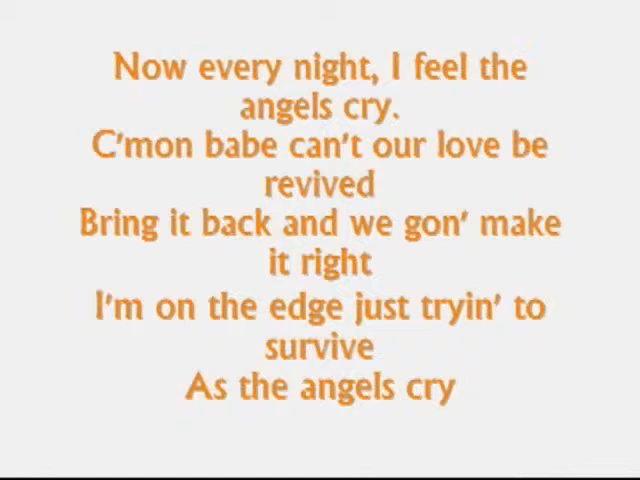 Now every night, I feel the
angels cry.
C'mon babe can't our love be
revived
Bring it back and we gon' make
it right
I'm on the edge just tryin' to
survive
As the angels cry